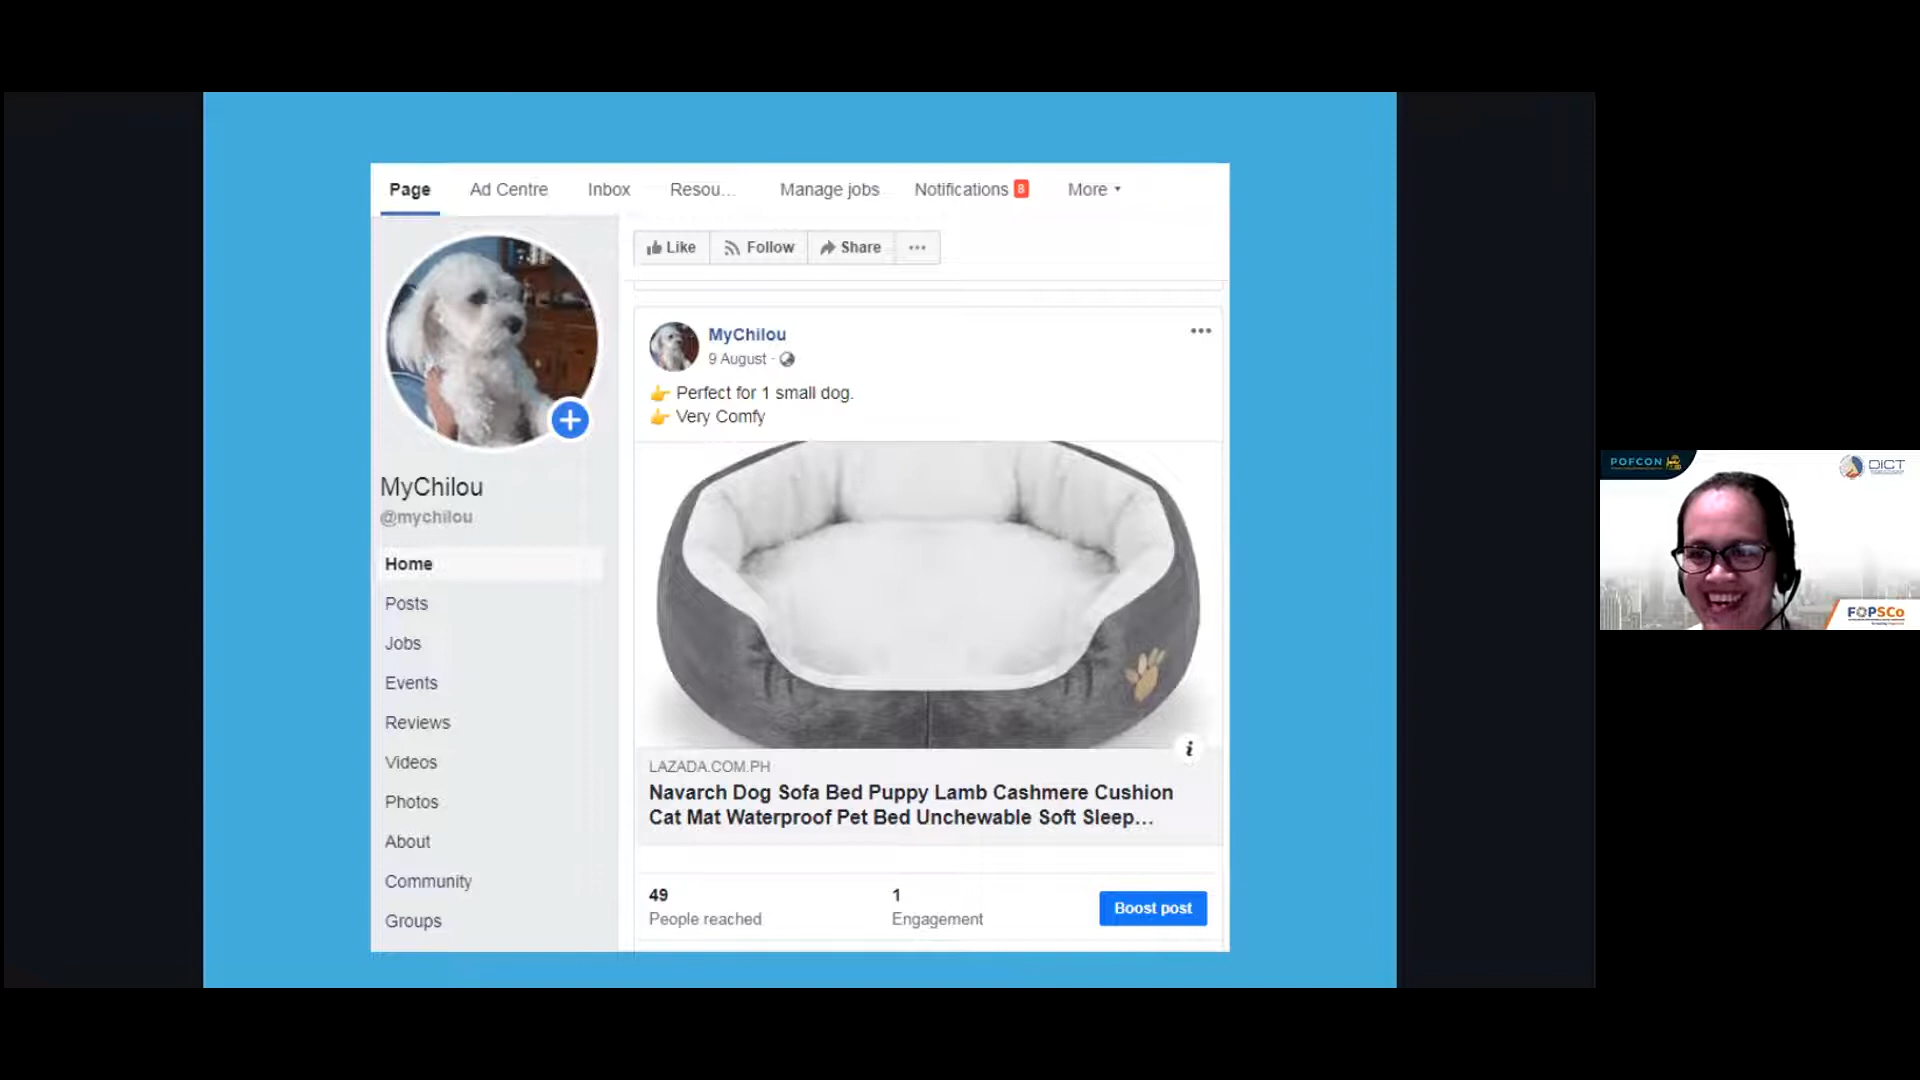 Page
Ad Centre
Inbox
Resou...
Manage jobs
Notifications 8
More
Like
Follow
Share
MyChilou
@mychilou
Home
Posts
Jobs
Events
Reviews
Videos
Photos
About
Community
Groups
MyChilou
9 August ·
👉 Perfect for 1 small dog.
👉 Very Comfy
LAZADA.COM.PH
Navarch Dog Sofa Bed Puppy Lamb Cashmere Cushion
Cat Mat Waterproof Pet Bed Unchewable Soft Sleep...
49
People reached
1
Engagement
Boost post
POFCON
DICT
FOPSCo